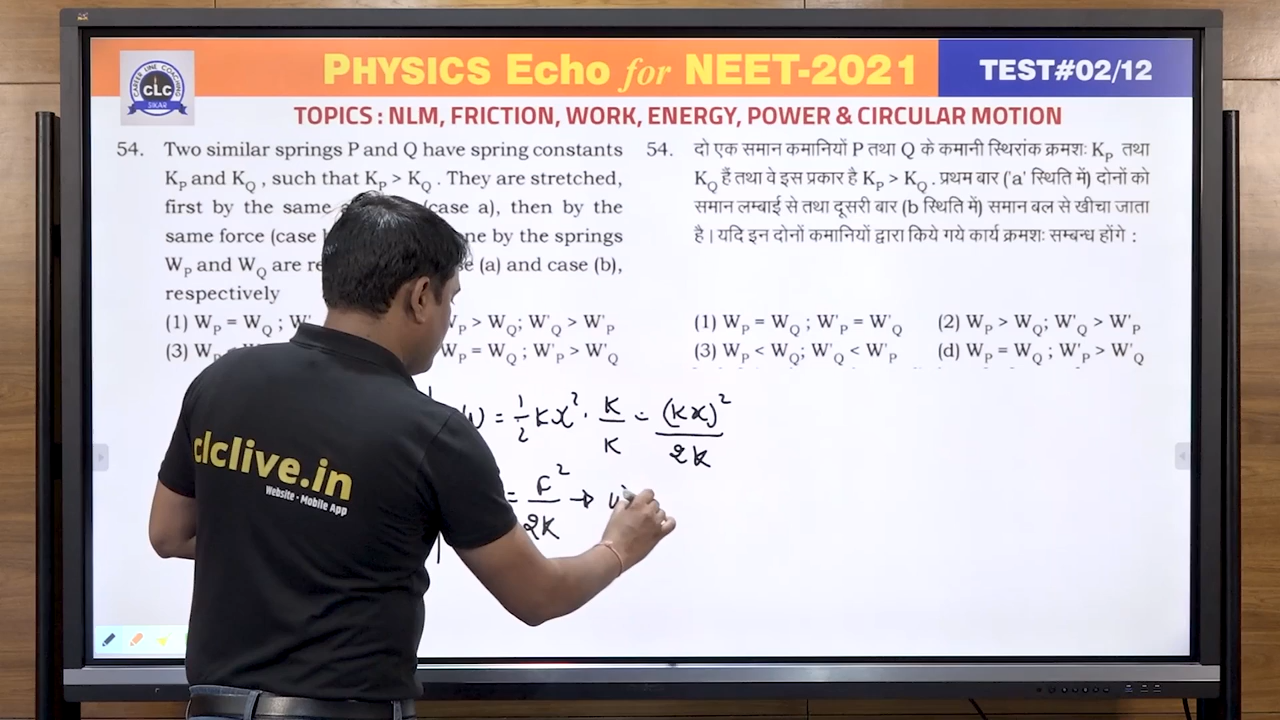 PHYSICS Echo for NEET-2021
TEST#02/12
CAREER LINE COACHING
CLC
SIKAR
TOPICS : NLM, FRICTION, WORK, ENERGY, POWER & CIRCULAR MOTION
54. Two similar springs P and Q have spring constants
K_P and K_Q , such that K_P > K_Q . They are stretched,
first by the same (case a), then by the
same force (case by the springs
W_P and W_Q are and case (b),
respectively
(1) W_P = W_Q ; W' W_P > W_Q; W'_Q > W'_P
(3) W_P W_P = W_Q ; W'_P > W'_Q
54. दो एक समान कमानियों P तथा Q के कमानी स्थिरांक क्रमशः K_P तथा
K_Q हैं तथा वे इस प्रकार है K_P > K_Q . प्रथम बार ('a' स्थिति में) दोनों को
समान लम्बाई से तथा दूसरी बार (b स्थिति में) समान बल से खीचा जाता
है। यदि इन दोनों कमानियों द्वारा किये गये कार्य क्रमशः सम्बन्ध होंगे :
(1) W_P = W_Q ; W'_P = W'_Q (2) W_P > W_Q; W'_Q > W'_P
(3) W_P < W_Q; W'_Q < W'_P (d) W_P = W_Q ; W'_P > W'_Q
W = 1/2 Kx² · K/K = (Kx)²/2K
= F²/2K →
clclive.in
Website • Mobile App